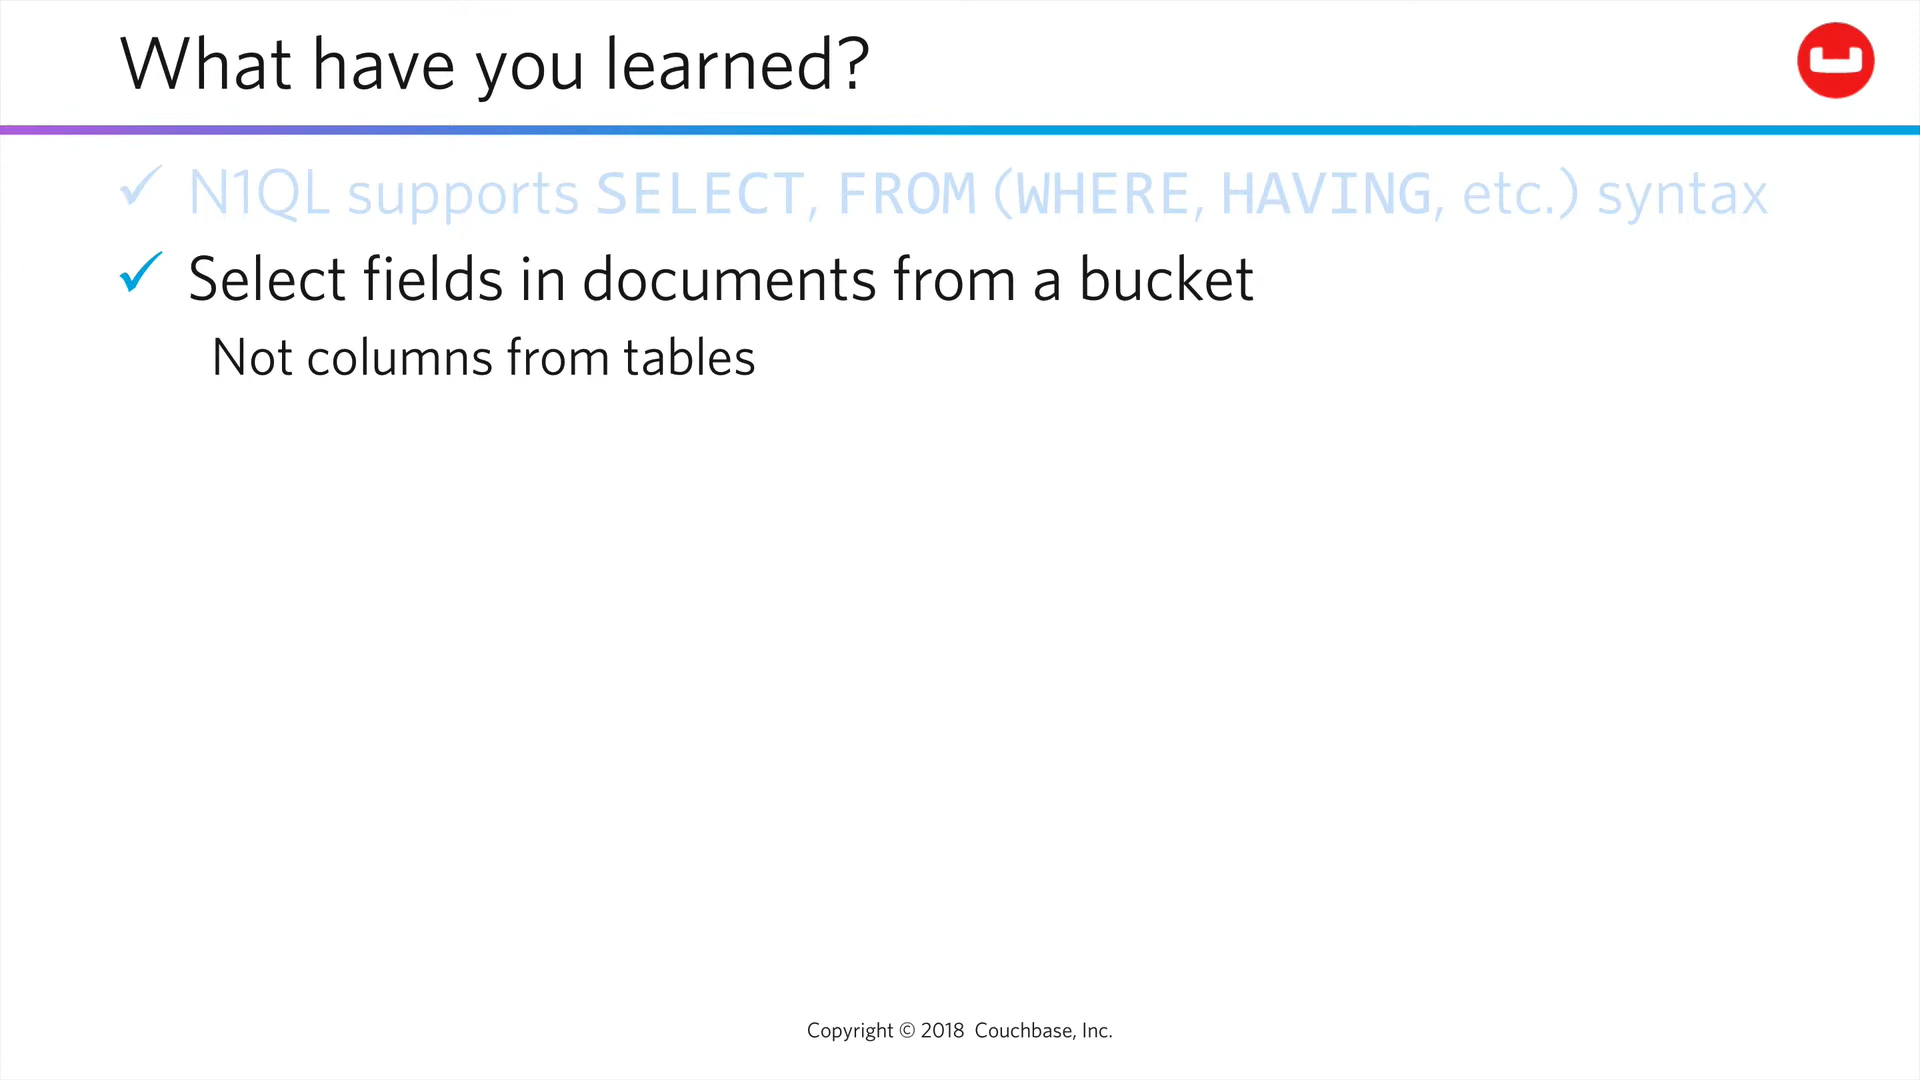 What have you learned?
✓ N1QL supports SELECT, FROM (WHERE, HAVING, etc.) syntax
✓ Select fields in documents from a bucket
Not columns from tables
Copyright © 2018 Couchbase, Inc.